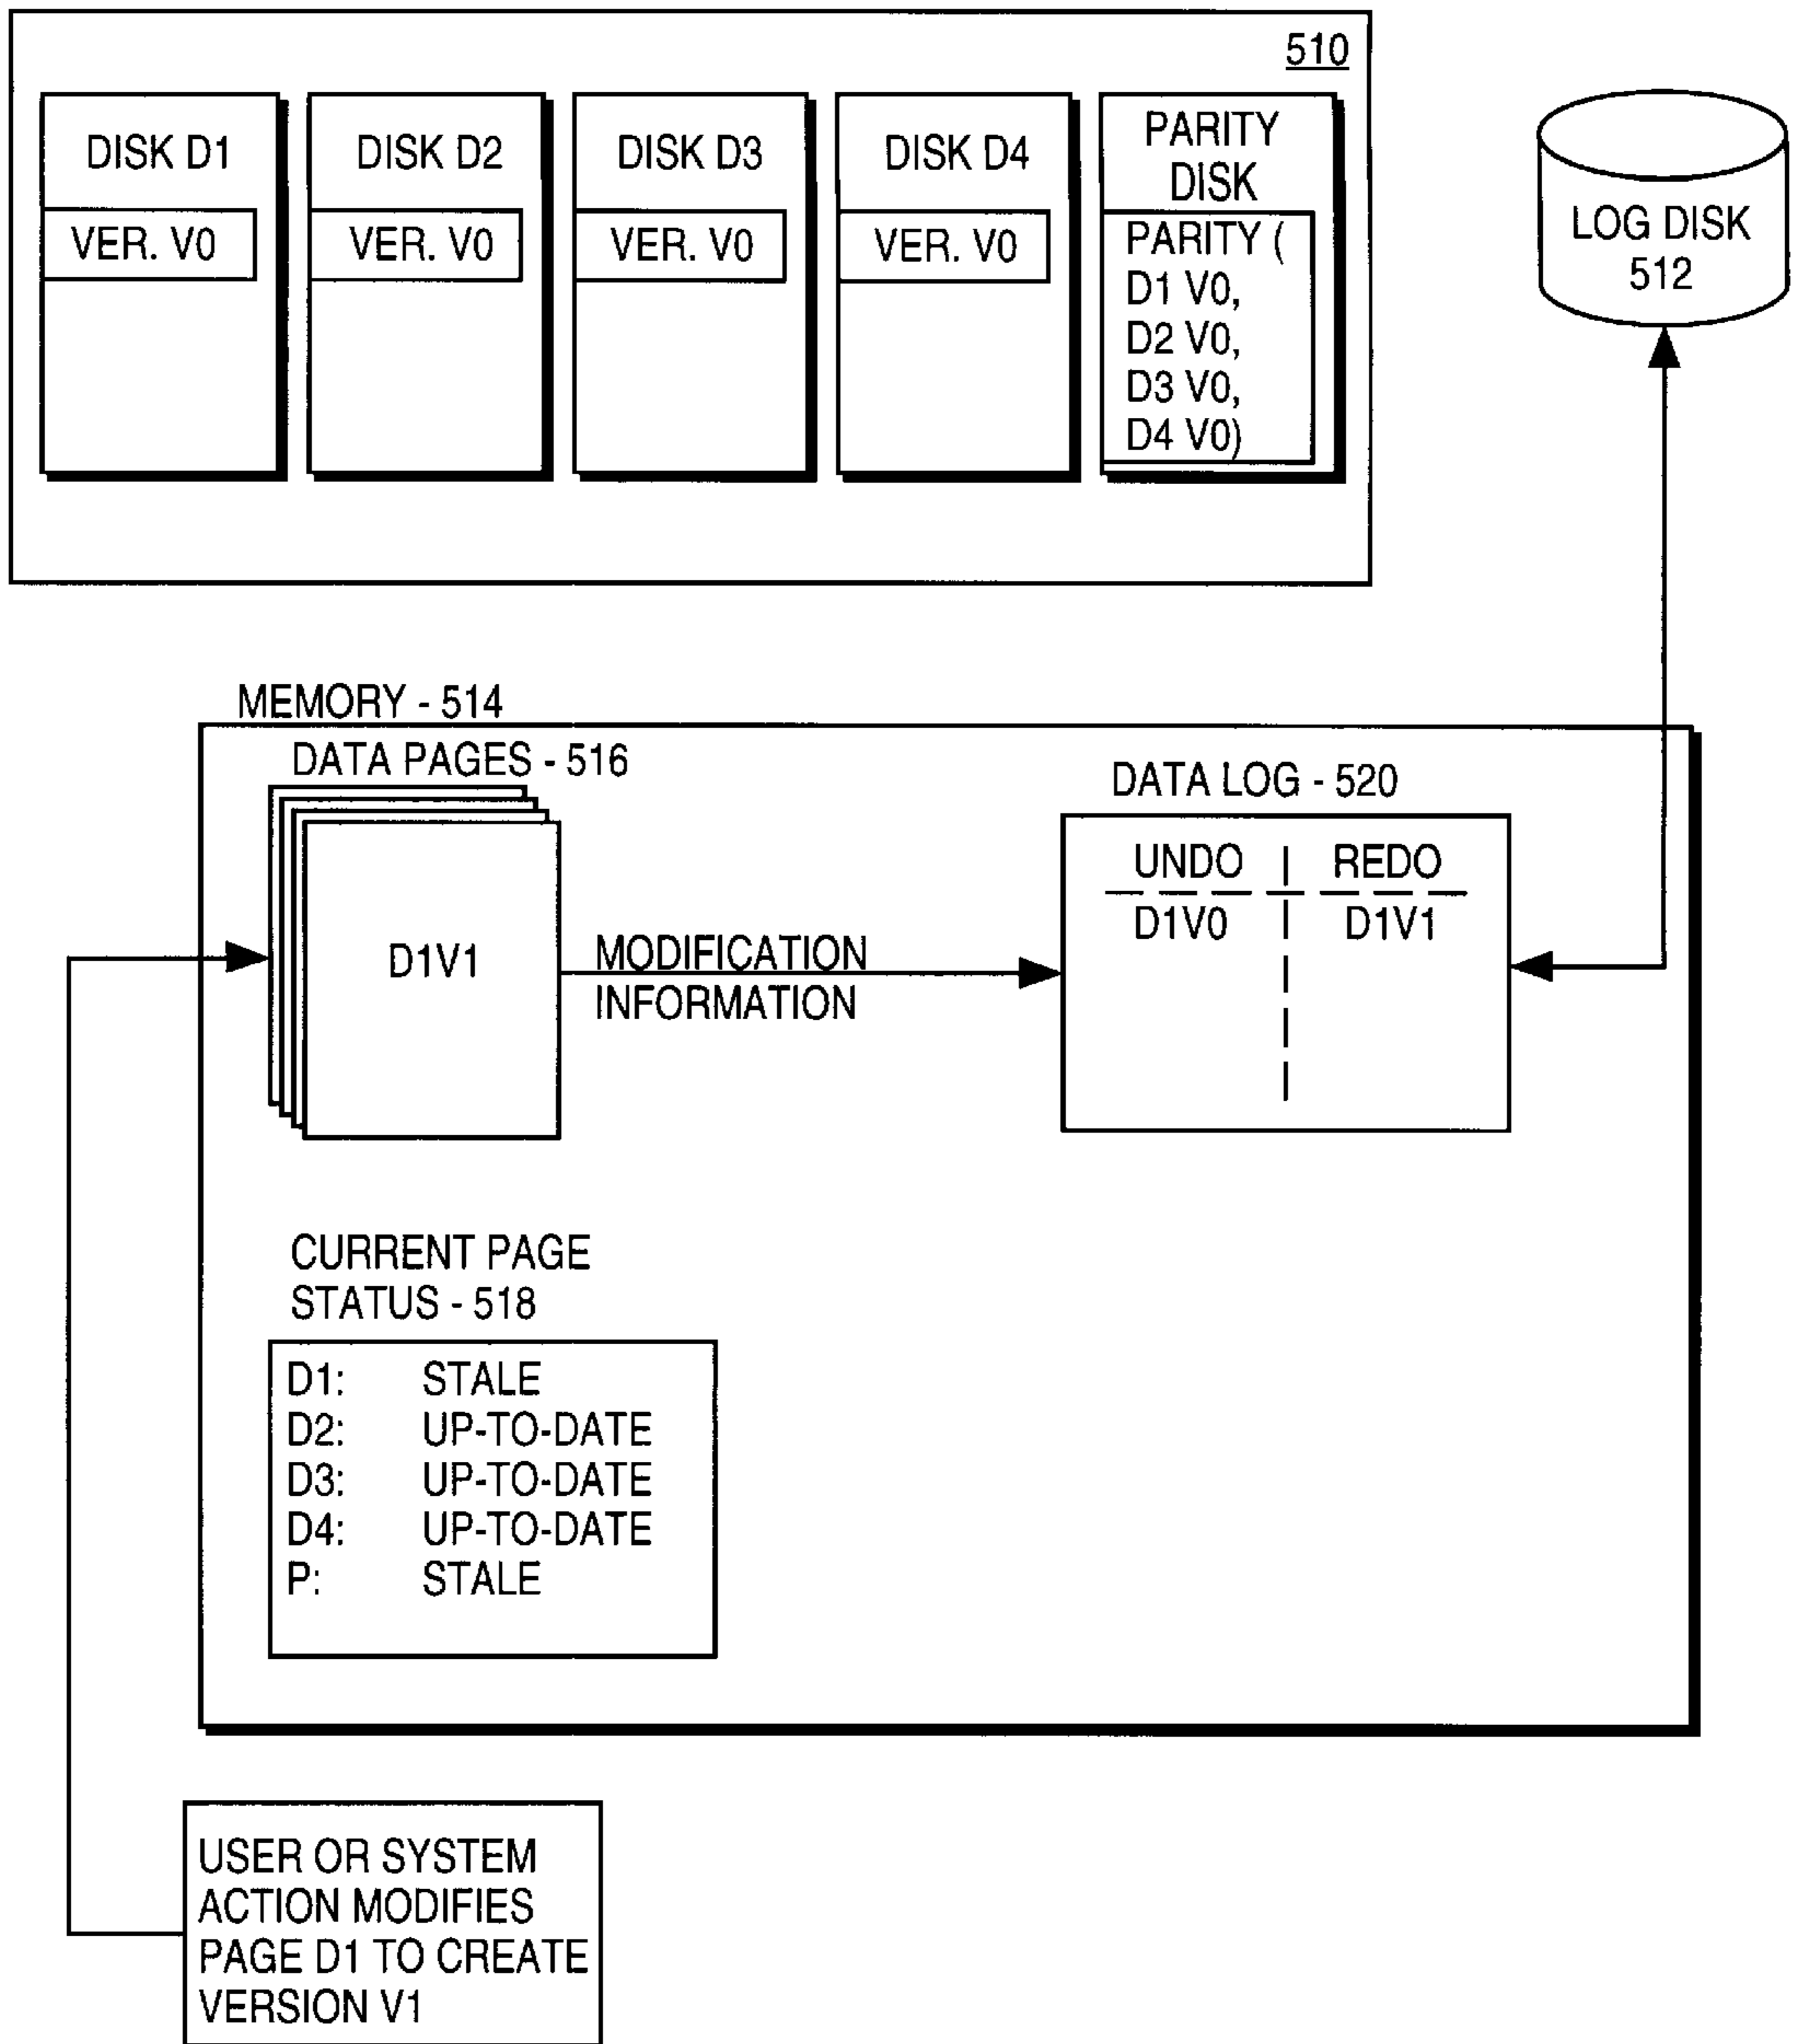 510
DISK D1
VER. V0
DISK D2
VER. V0
DISK D3
VER. V0
DISK D4
VER. V0
PARITY
DISK
PARITY (
D1 V0,
D2 V0,
D3 V0,
D4 V0)
LOG DISK
512
MEMORY - 514
DATA PAGES - 516
D1V1
MODIFICATION
INFORMATION
DATA LOG - 520
UNDO REDO
D1V0 D1V1
CURRENT PAGE
STATUS - 518
D1: STALE
D2: UP-TO-DATE
D3: UP-TO-DATE
D4: UP-TO-DATE
P: STALE
USER OR SYSTEM
ACTION MODIFIES
PAGE D1 TO CREATE
VERSION V1